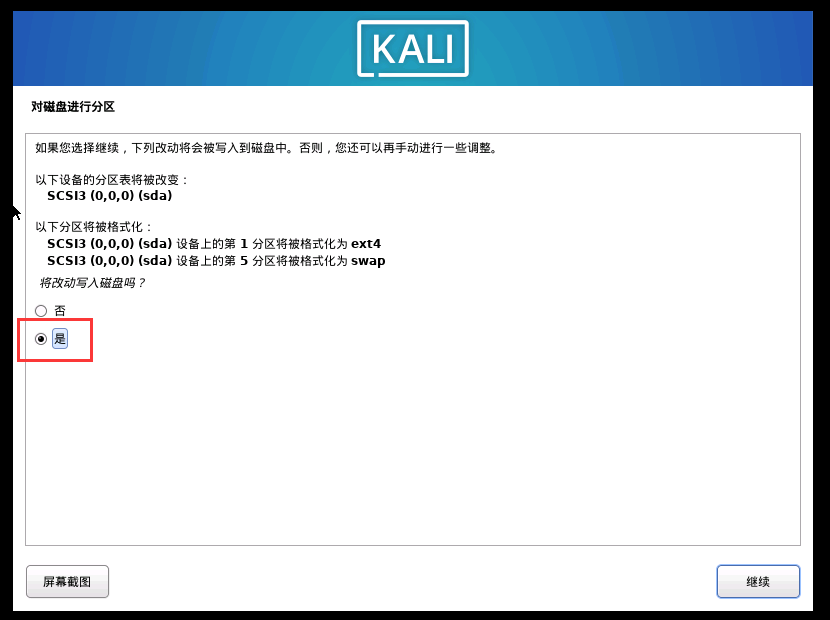 KALI
对磁盘进行分区
如果您选择继续，下列改动将会被写入到磁盘中。否则，您还可以再手动进行一些调整。
以下设备的分区表将被改变：
SCSI3 (0,0,0) (sda)
以下分区将被格式化：
SCSI3 (0,0,0) (sda) 设备上的第 1 分区将被格式化为 ext4
SCSI3 (0,0,0) (sda) 设备上的第 5 分区将被格式化为 swap
将改动写入磁盘吗？
否
是
屏幕截图
继续